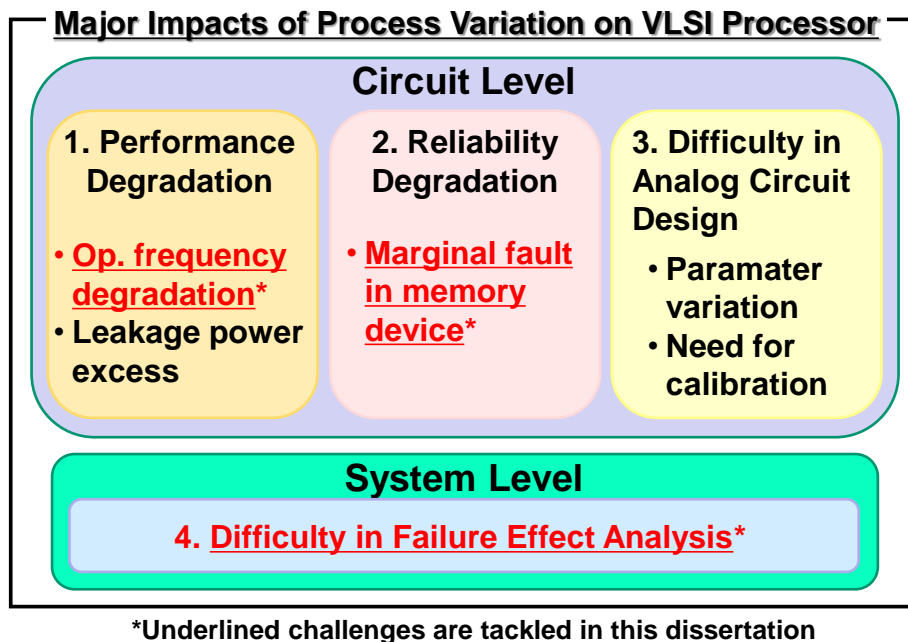 Major Impacts of Process Variation on VLSI Processor
Circuit Level
1. Performance
Degradation
• Op. frequency
degradation*
• Leakage power
excess
2. Reliability
Degradation
• Marginal fault
in memory
device*
3. Difficulty in
Analog Circuit
Design
• Paramater
variation
• Need for
calibration
System Level
4. Difficulty in Failure Effect Analysis*
*Underlined challenges are tackled in this dissertation